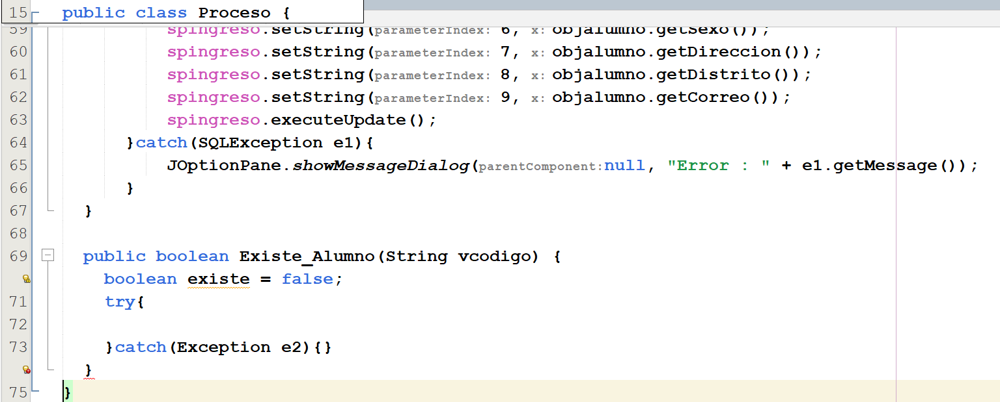 15 public class Proceso {
59 spingreso.setString(parameterIndex: 6, x: objalumno.getSexo());
60 spingreso.setString(parameterIndex: 7, x: objalumno.getDireccion());
61 spingreso.setString(parameterIndex: 8, x: objalumno.getDistrito());
62 spingreso.setString(parameterIndex: 9, x: objalumno.getCorreo());
63 spingreso.executeUpdate();
64 }catch(SQLException e1){
65 JOptionPane.showMessageDialog(parentComponent:null, "Error : " + e1.getMessage());
66 }
67 }
68
69 public boolean Existe_Alumno(String vcodigo) {
boolean existe = false;
71 try{
72
73 }catch(Exception e2){}
}
75 }